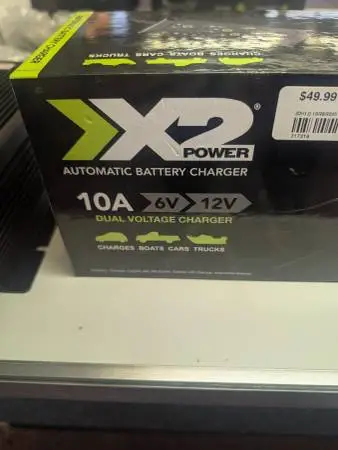 CHARGES BOATS CARS TRUCKS
X2
POWER
AUTOMATIC BATTERY CHARGER
10A 6V 12V
DUAL VOLTAGE CHARGER
CHARGES BOATS CARS TRUCKS
$49.99